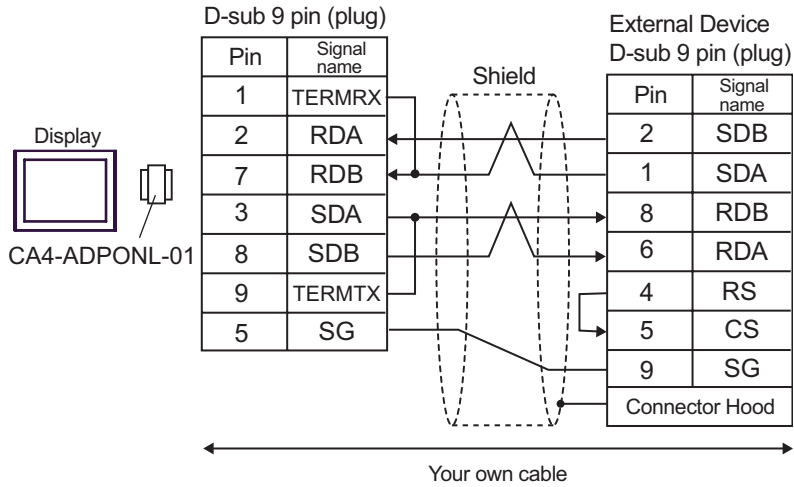 D-sub 9 pin (plug)
Pin Signal name
1 TERMRX
2 RDA
7 RDB
3 SDA
8 SDB
9 TERMTX
5 SG
Display
CA4-ADPONL-01
Shield
External Device
D-sub 9 pin (plug)
Pin Signal name
2 SDB
1 SDA
8 RDB
6 RDA
4 RS
5 CS
9 SG
Connector Hood
Your own cable